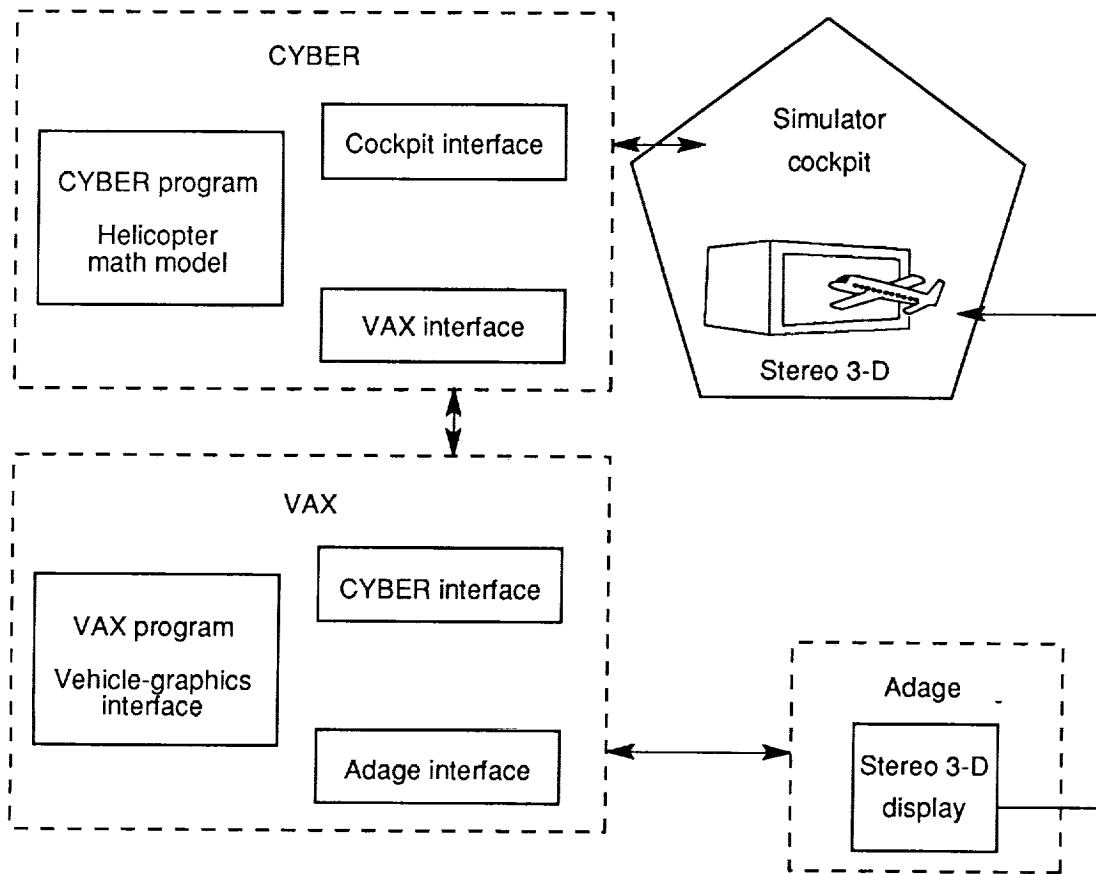 CYBER
CYBER program
Helicopter
math model
Cockpit interface
VAX interface
Simulator
cockpit
Stereo 3-D
VAX
VAX program
Vehicle-graphics
interface
CYBER interface
Adage interface
Adage
Stereo 3-D
display